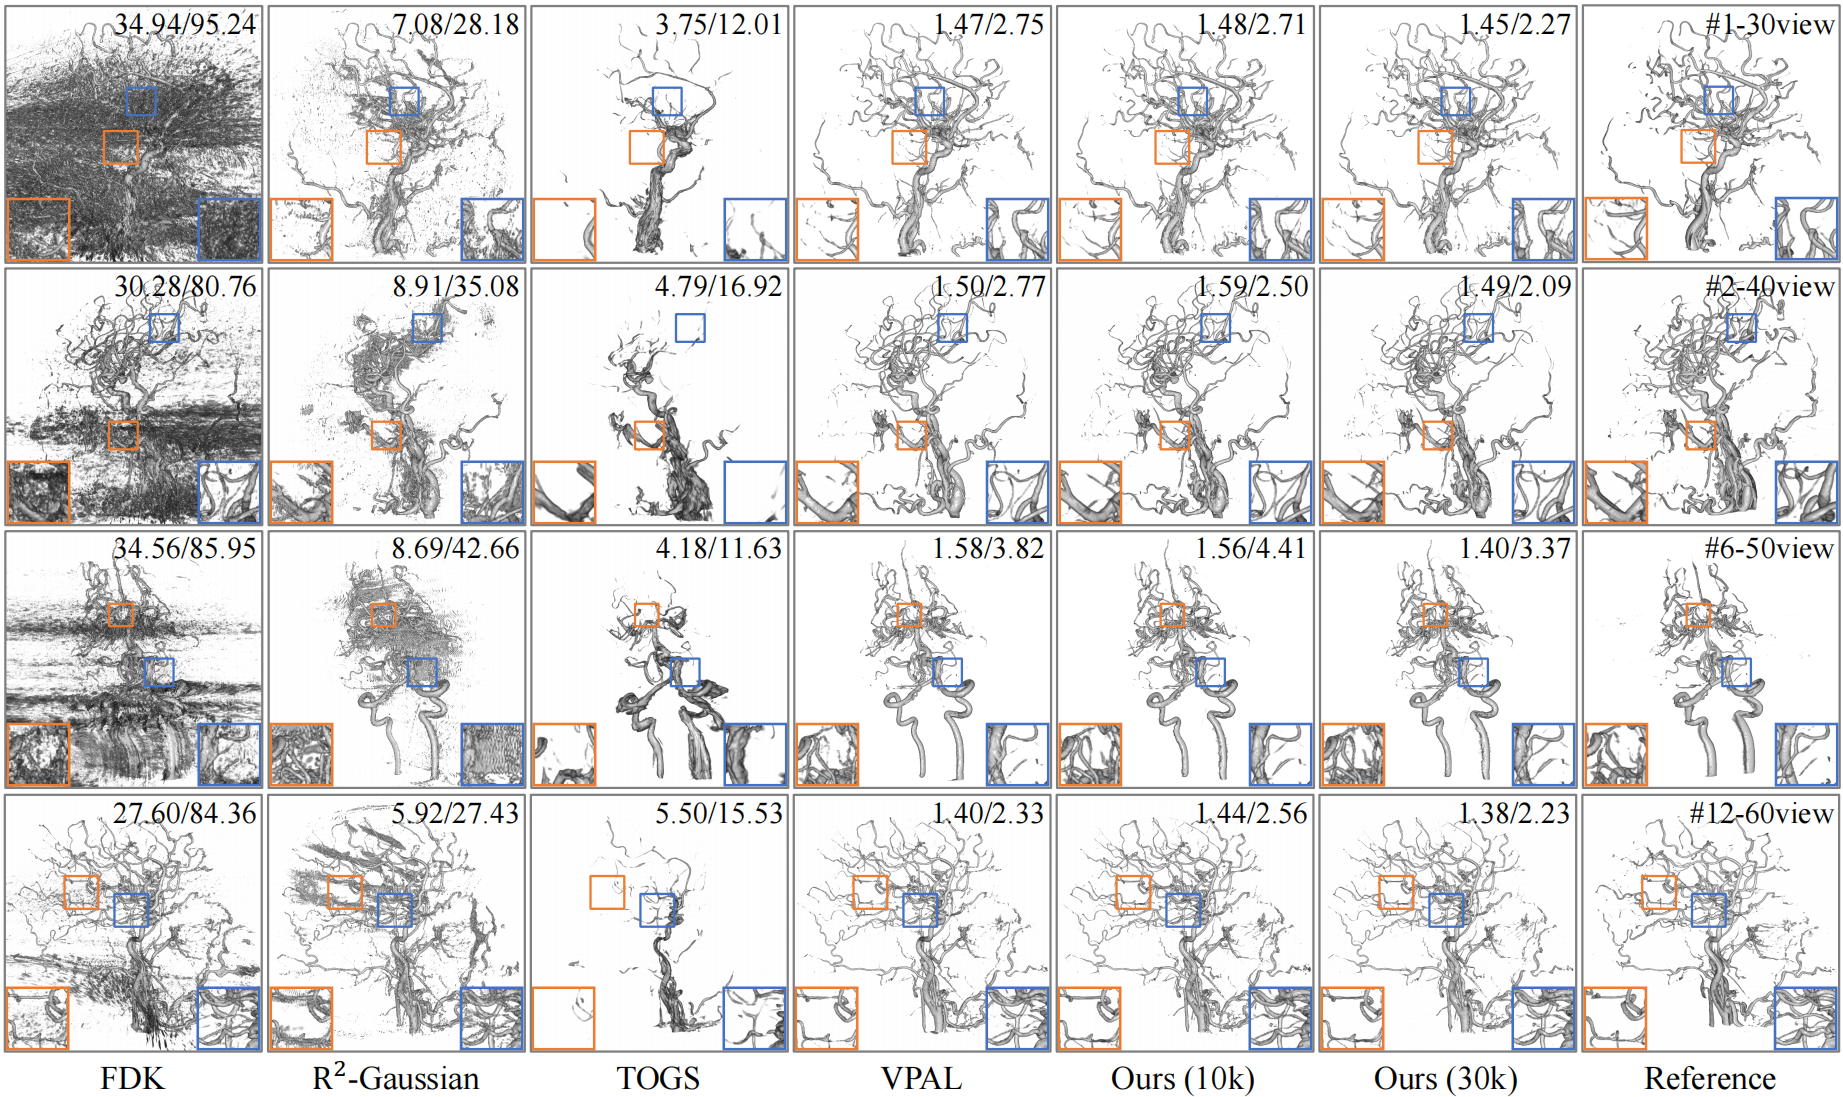 34.94/95.24 7.08/28.18 3.75/12.01 1.47/2.75 1.48/2.71 1.45/2.27 #1-30view
30.28/80.76 8.91/35.08 4.79/16.92 1.50/2.77 1.59/2.50 1.49/2.09 #2-40view
34.56/85.95 8.69/42.66 4.18/11.63 1.58/3.82 1.56/4.41 1.40/3.37 #6-50view
27.60/84.36 5.92/27.43 5.50/15.53 1.40/2.33 1.44/2.56 1.38/2.23 #12-60view
FDK R²-Gaussian TOGS VPAL Ours (10k) Ours (30k) Reference